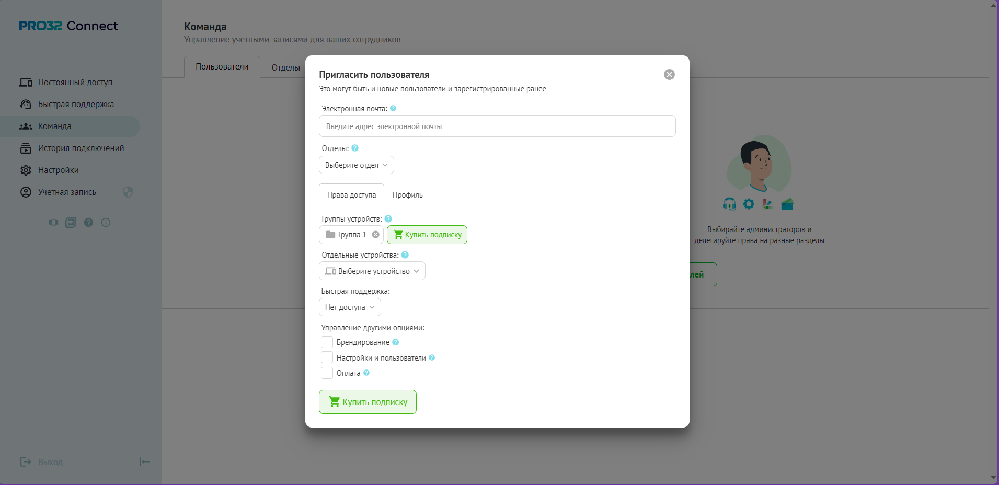 PRO32 Connect
Постоянный доступ
Быстрая поддержка
Команда
История подключений
Настройки
Учетная запись
Выход
Команда
Управление учетными записями для ваших сотрудников
Пользователи
Отделы
Пригласить пользователя
Это могут быть и новые пользователи и зарегистрированные ранее
Электронная почта:
Введите адрес электронной почты
Отделы:
Выберите отдел
Права доступа
Профиль
Группы устройств:
Группа 1
Купить подписку
Отдельные устройства:
Выберите устройство
Быстрая поддержка:
Нет доступа
Управление другими опциями:
Брендирование
Настройки и пользователи
Оплата
Купить подписку
Выбирайте администраторов и
делегируйте права на разные разделы
лей